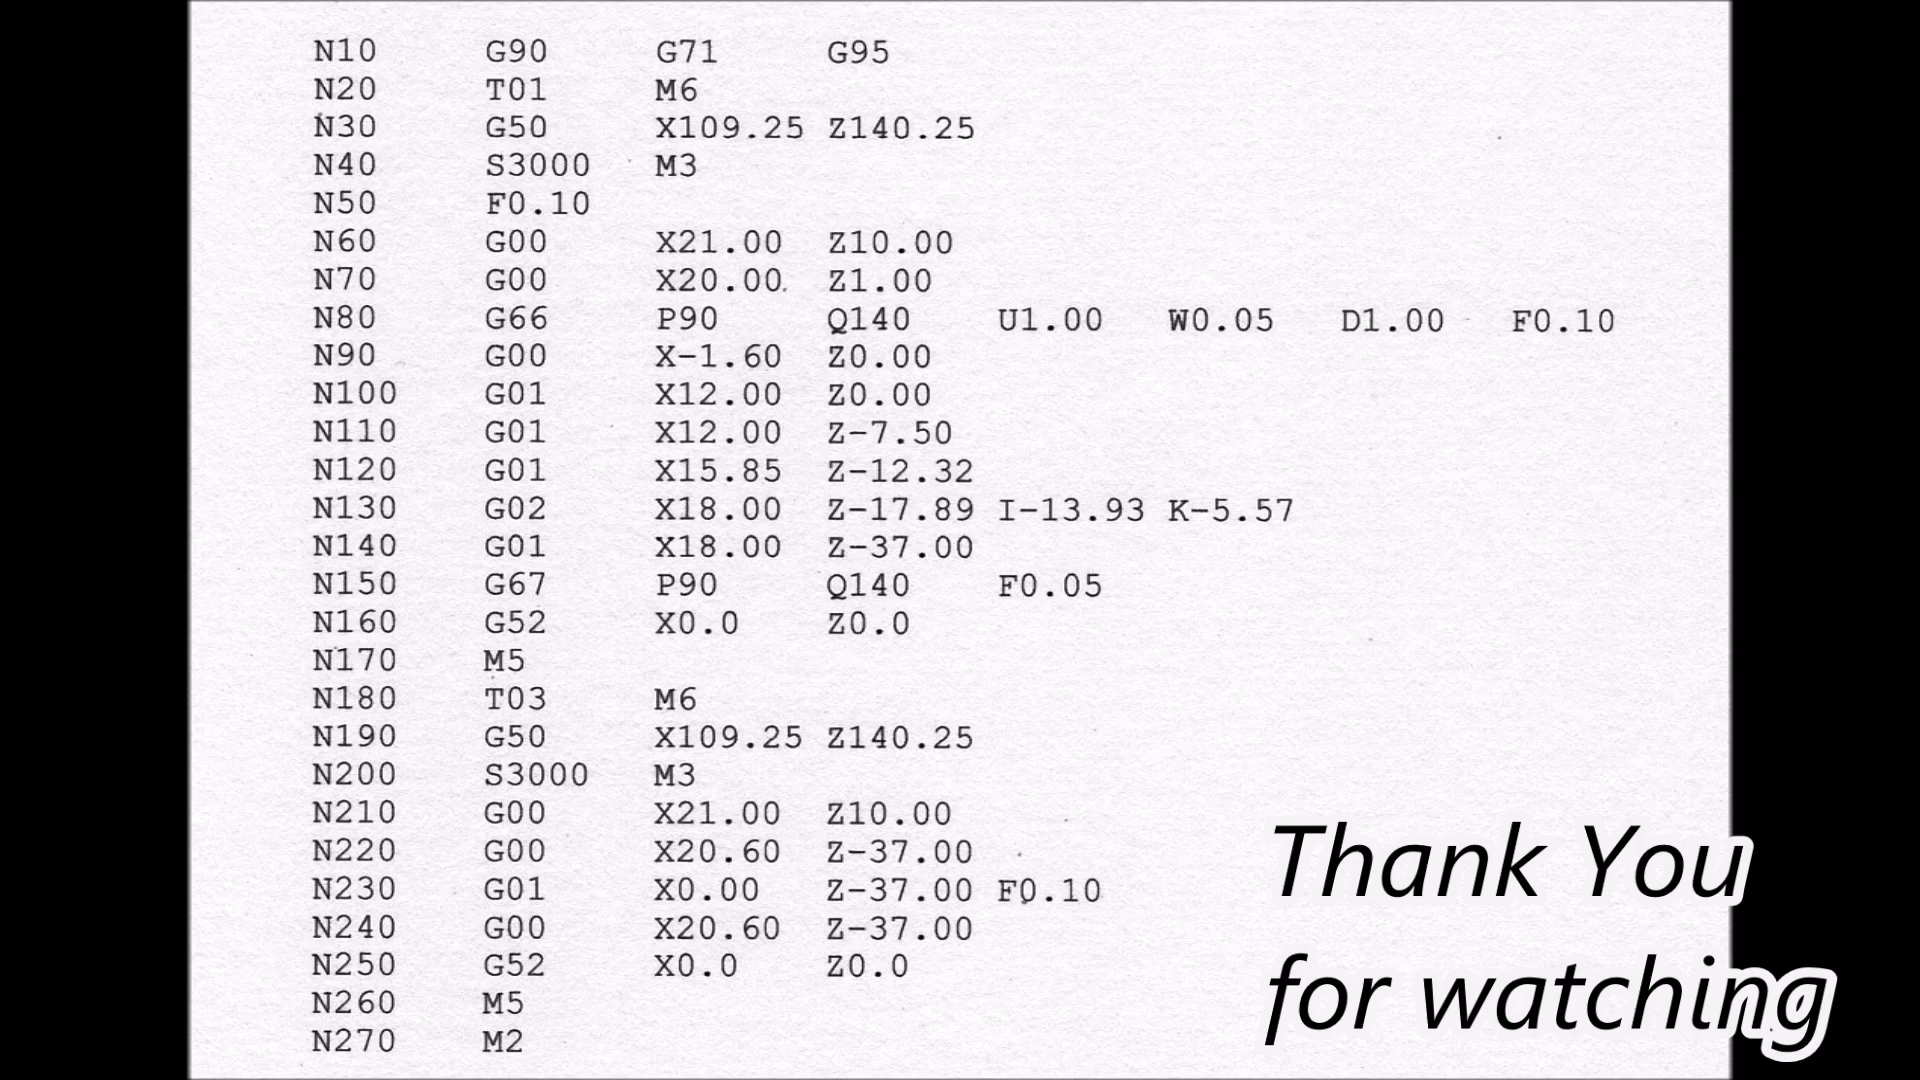 N10 G90 G71 G95
N20 T01 M6
N30 G50 X109.25 Z140.25
N40 S3000 M3
N50 F0.10
N60 G00 X21.00 Z10.00
N70 G00 X20.00 Z1.00
N80 G66 P90 Q140 U1.00 W0.05 D1.00 F0.10
N90 G00 X-1.60 Z0.00
N100 G01 X12.00 Z0.00
N110 G01 X12.00 Z-7.50
N120 G01 X15.85 Z-12.32
N130 G02 X18.00 Z-17.89 I-13.93 K-5.57
N140 G01 X18.00 Z-37.00
N150 G67 P90 Q140 F0.05
N160 G52 X0.0 Z0.0
N170 M5
N180 T03 M6
N190 G50 X109.25 Z140.25
N200 S3000 M3
N210 G00 X21.00 Z10.00
N220 G00 X20.60 Z-37.00
N230 G01 X0.00 Z-37.00 F0.10
N240 G00 X20.60 Z-37.00
N250 G52 X0.0 Z0.0
N260 M5
N270 M2
Thank You
for watching